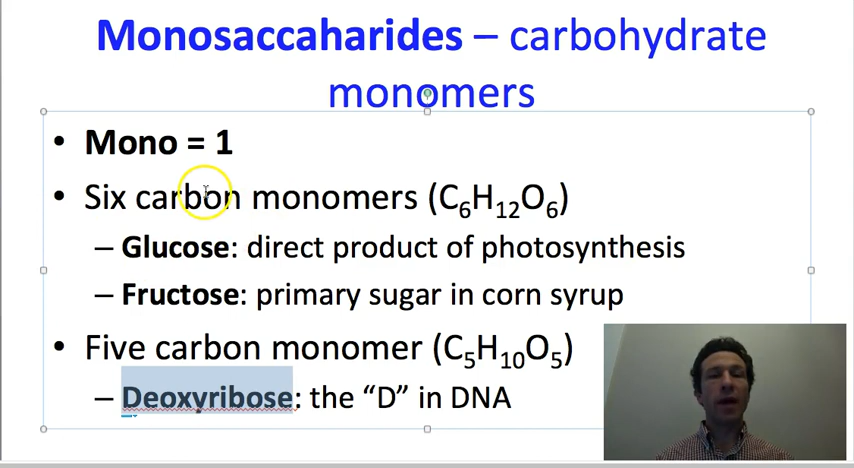 Monosaccaharides – carbohydrate
monomers
• Mono = 1
• Six carbon monomers (C₆H₁₂O₆)
– Glucose: direct product of photosynthesis
– Fructose: primary sugar in corn syrup
• Five carbon monomer (C₅H₁₀O₅)
– Deoxyribose: the “D” in DNA